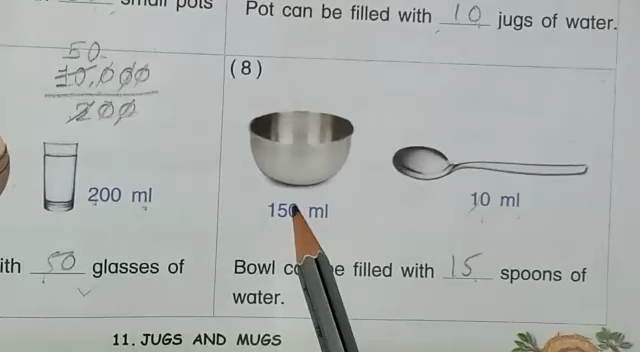 small pots
Pot can be filled with 10 jugs of water.
50
10,000
200
(8)
200 ml
150 ml
10 ml
ith 50 glasses of
Bowl c e filled with 15 spoons of
water.
11. JUGS AND MUGS